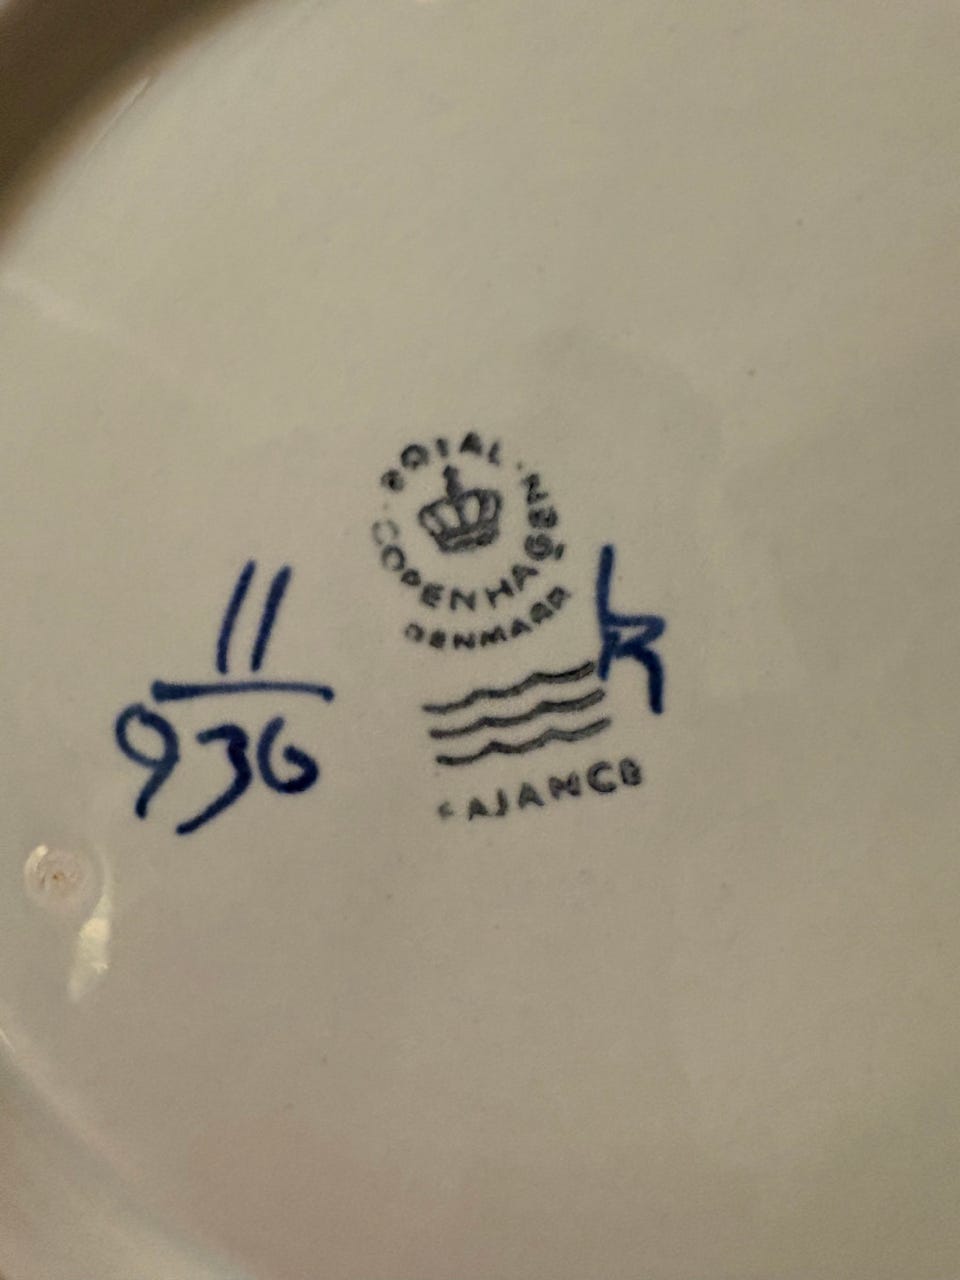 ROYAL COPENHAGEN
DENMARK
11
936
FAJANCE